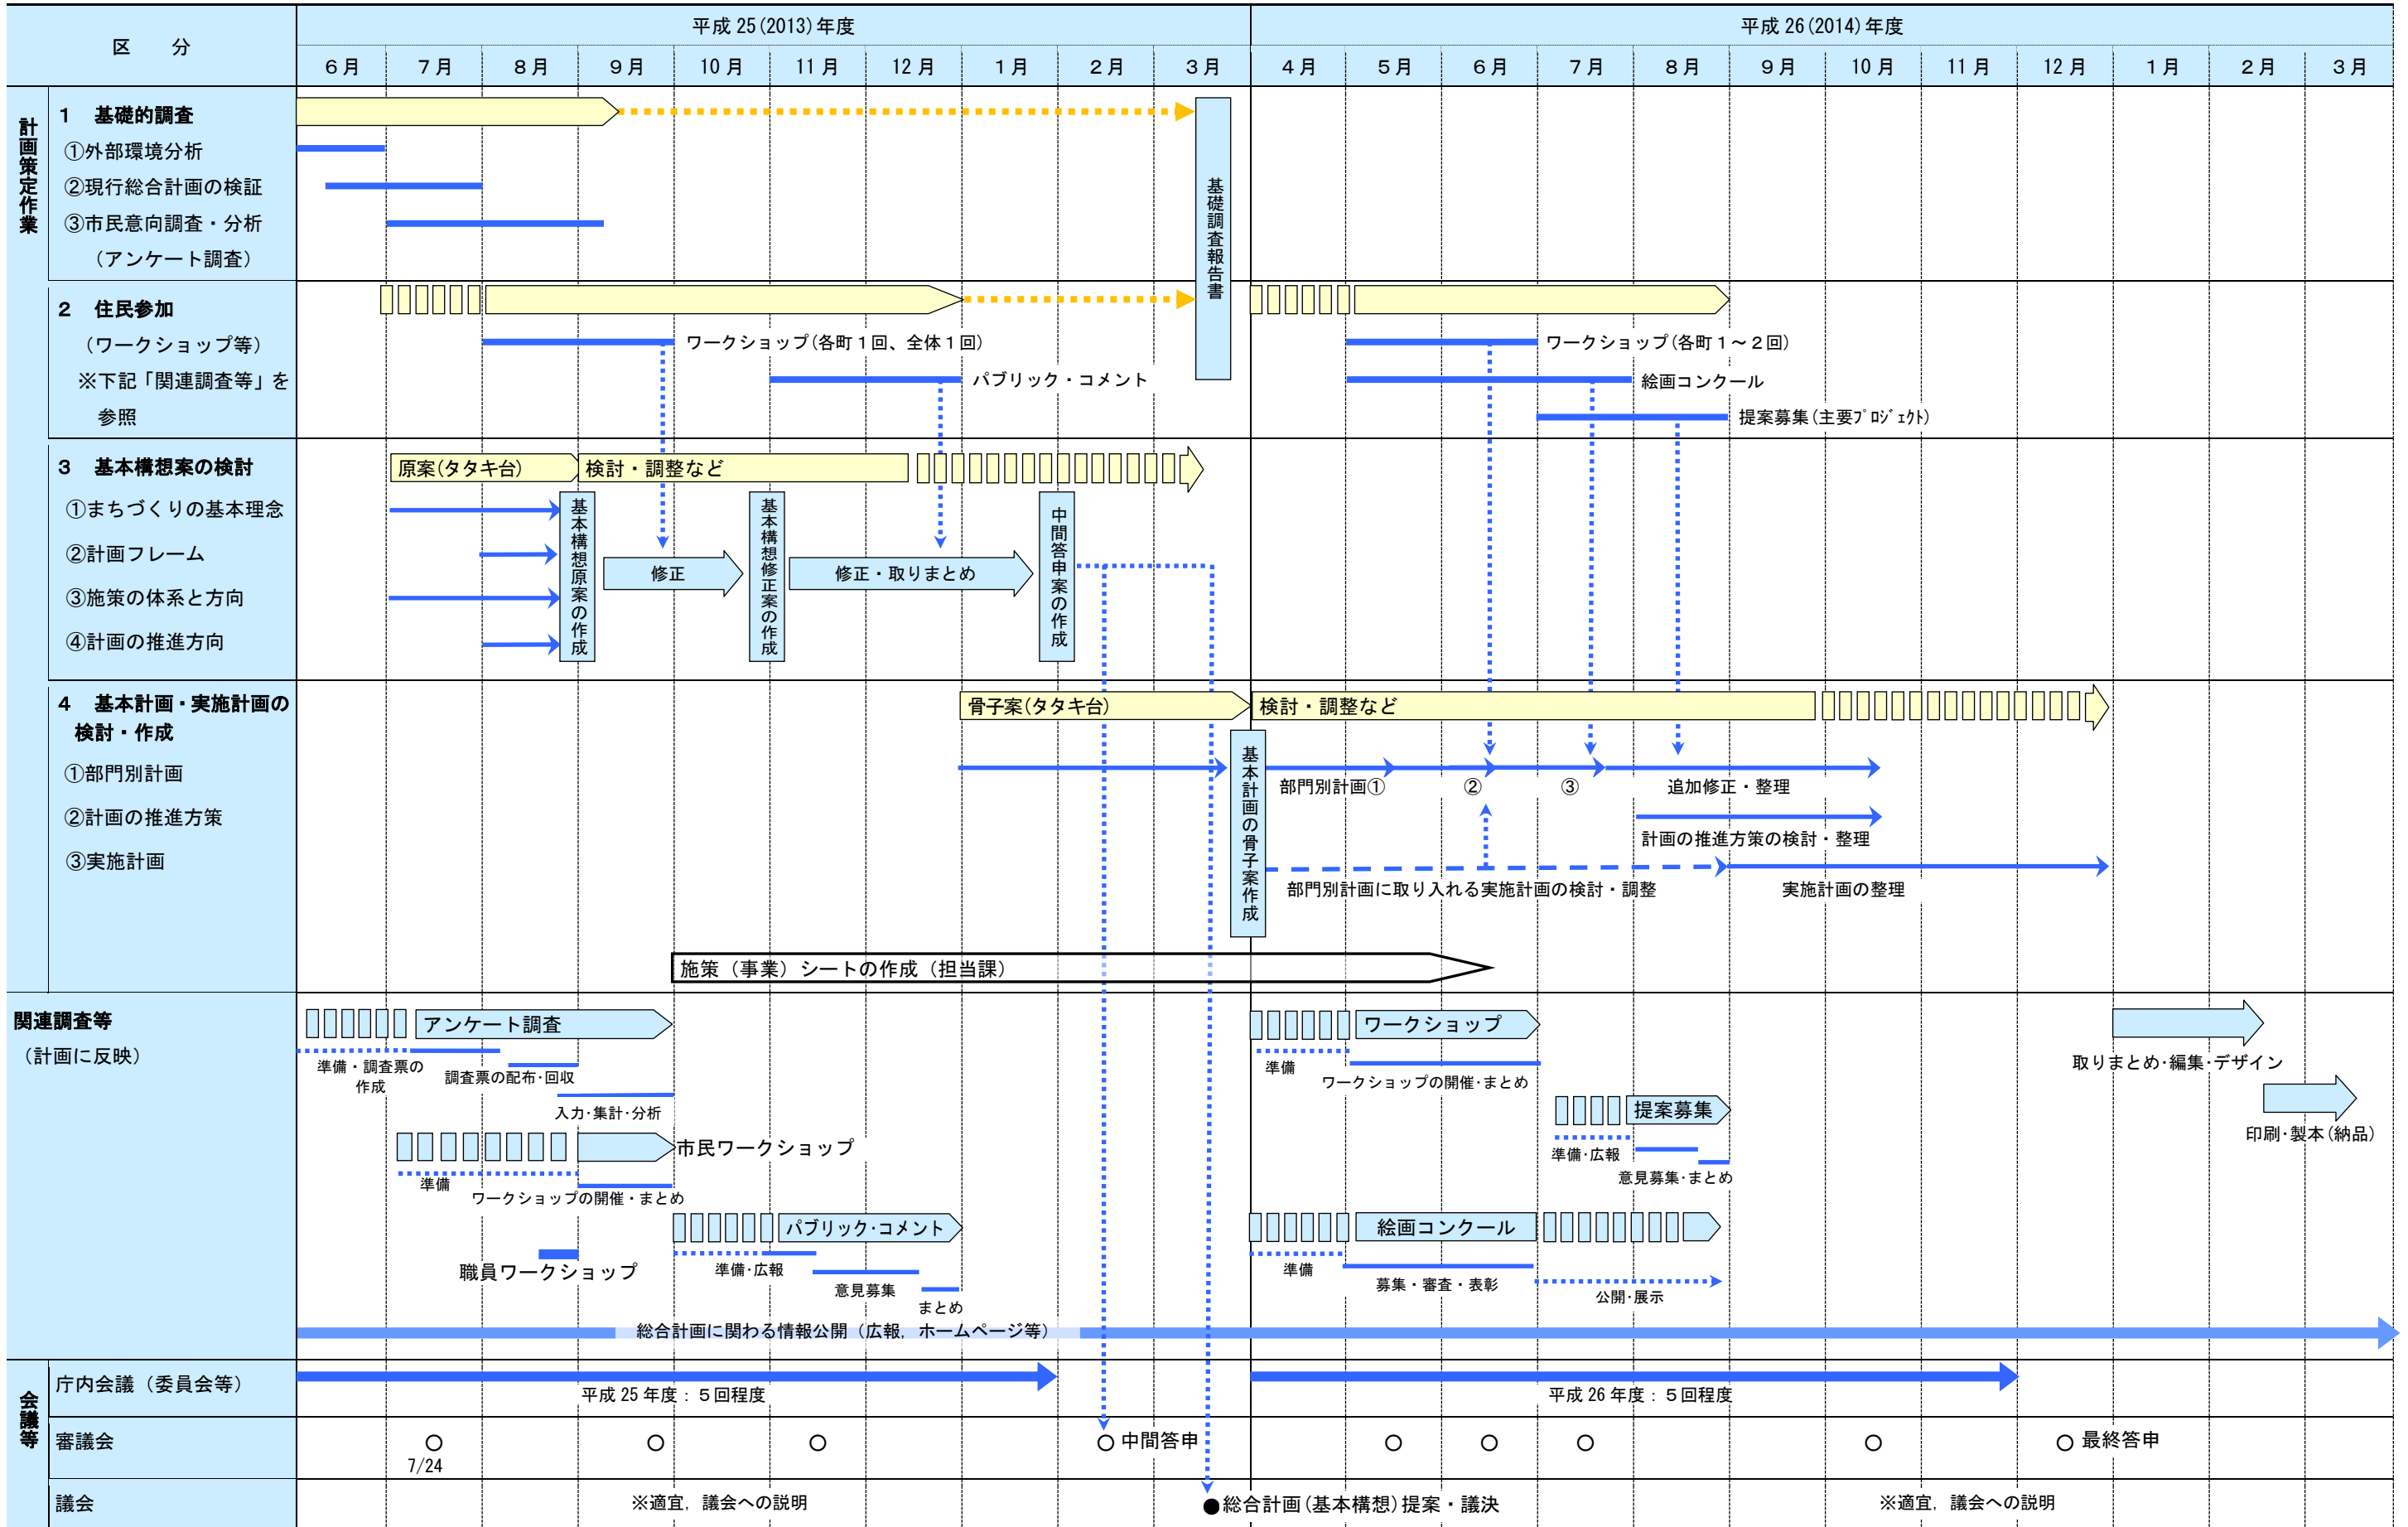 区　分
平成 25(2013)年度
平成 26(2014)年度
6月 7月 8月 9月 10月 11月 12月 1月 2月 3月 4月 5月 6月 7月 8月 9月 10月 11月 12月 1月 2月 3月
計画策定作業
1　基礎的調査
①外部環境分析
②現行総合計画の検証
③市民意向調査・分析
（アンケート調査）
基礎調査報告書
2　住民参加
（ワークショップ等）
※下記「関連調査等」を
参照
ワークショップ(各町1回、全体1回)
パブリック・コメント
ワークショップ(各町1～2回)
絵画コンクール
提案募集(主要ﾌﾟﾛｼﾞｪｸﾄ)
3　基本構想案の検討
①まちづくりの基本理念
②計画フレーム
③施策の体系と方向
④計画の推進方向
原案(タタキ台)
検討・調整など
基本構想原案の作成
修正
基本構想修正案の作成
修正・取りまとめ
中間答申案の作成
4　基本計画・実施計画の
検討・作成
①部門別計画
②計画の推進方策
③実施計画
骨子案(タタキ台)
検討・調整など
基本計画の骨子案作成
部門別計画①
②
③
追加修正・整理
計画の推進方策の検討・整理
部門別計画に取り入れる実施計画の検討・調整
実施計画の整理
施策（事業）シートの作成（担当課）
関連調査等
（計画に反映）
アンケート調査
準備・調査票の
作成
調査票の配布・回収
入力・集計・分析
市民ワークショップ
準備
ワークショップの開催・まとめ
職員ワークショップ
パブリック・コメント
準備・広報
意見募集
まとめ
ワークショップ
準備
ワークショップの開催・まとめ
提案募集
準備・広報
意見募集・まとめ
絵画コンクール
準備
募集・審査・表彰
公開・展示
取りまとめ・編集・デザイン
印刷・製本(納品)
総合計画に関わる情報公開（広報，ホームページ等）
会議等
庁内会議（委員会等）
平成 25 年度：5回程度
平成 26 年度：5回程度
審議会
7/24
中間答申
最終答申
議会
※適宜，議会への説明
●総合計画(基本構想)提案・議決
※適宜，議会への説明